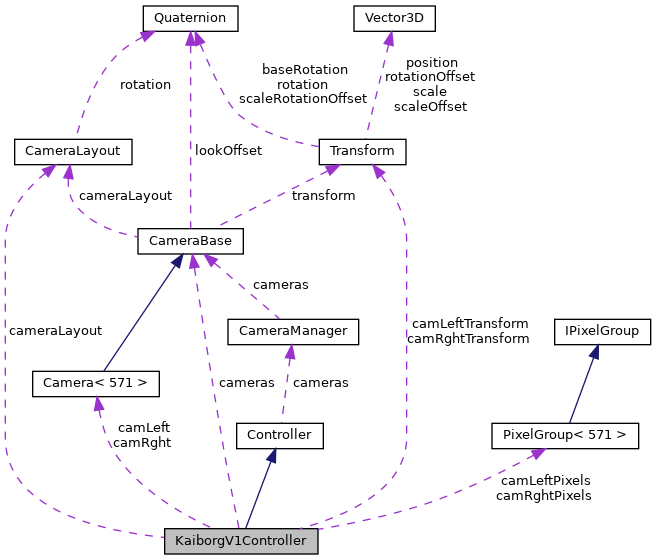 Quaternion
Vector3D
baseRotation
rotation
scaleRotationOffset
position
rotationOffset
scale
scaleOffset
rotation
CameraLayout
lookOffset
Transform
cameraLayout
transform
CameraBase
cameras
cameraLayout
CameraManager
camLeftTransform
camRghtTransform
IPixelGroup
Camera< 571 >
cameras
cameras
camLeft
camRght
Controller
PixelGroup< 571 >
camLeftPixels
camRghtPixels
KaiborgV1Controller